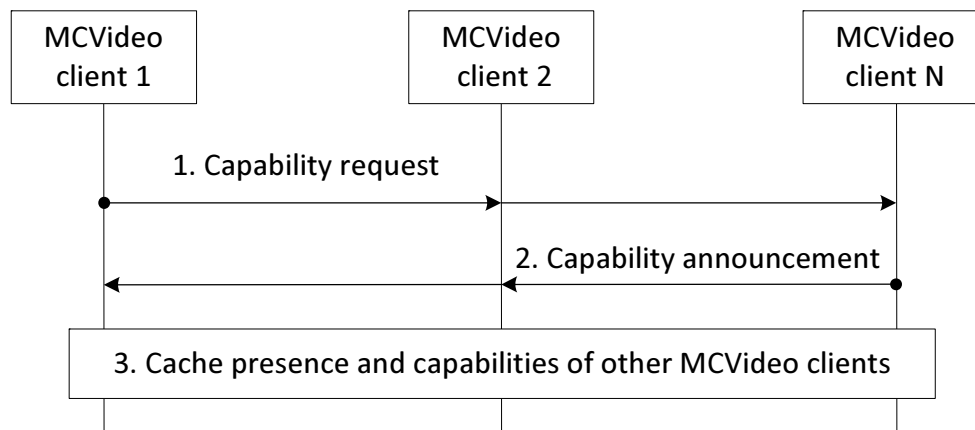 MCVideo
client 1
MCVideo
client 2
MCVideo
client N
1. Capability request
2. Capability announcement
3. Cache presence and capabilities of other MCVideo clients